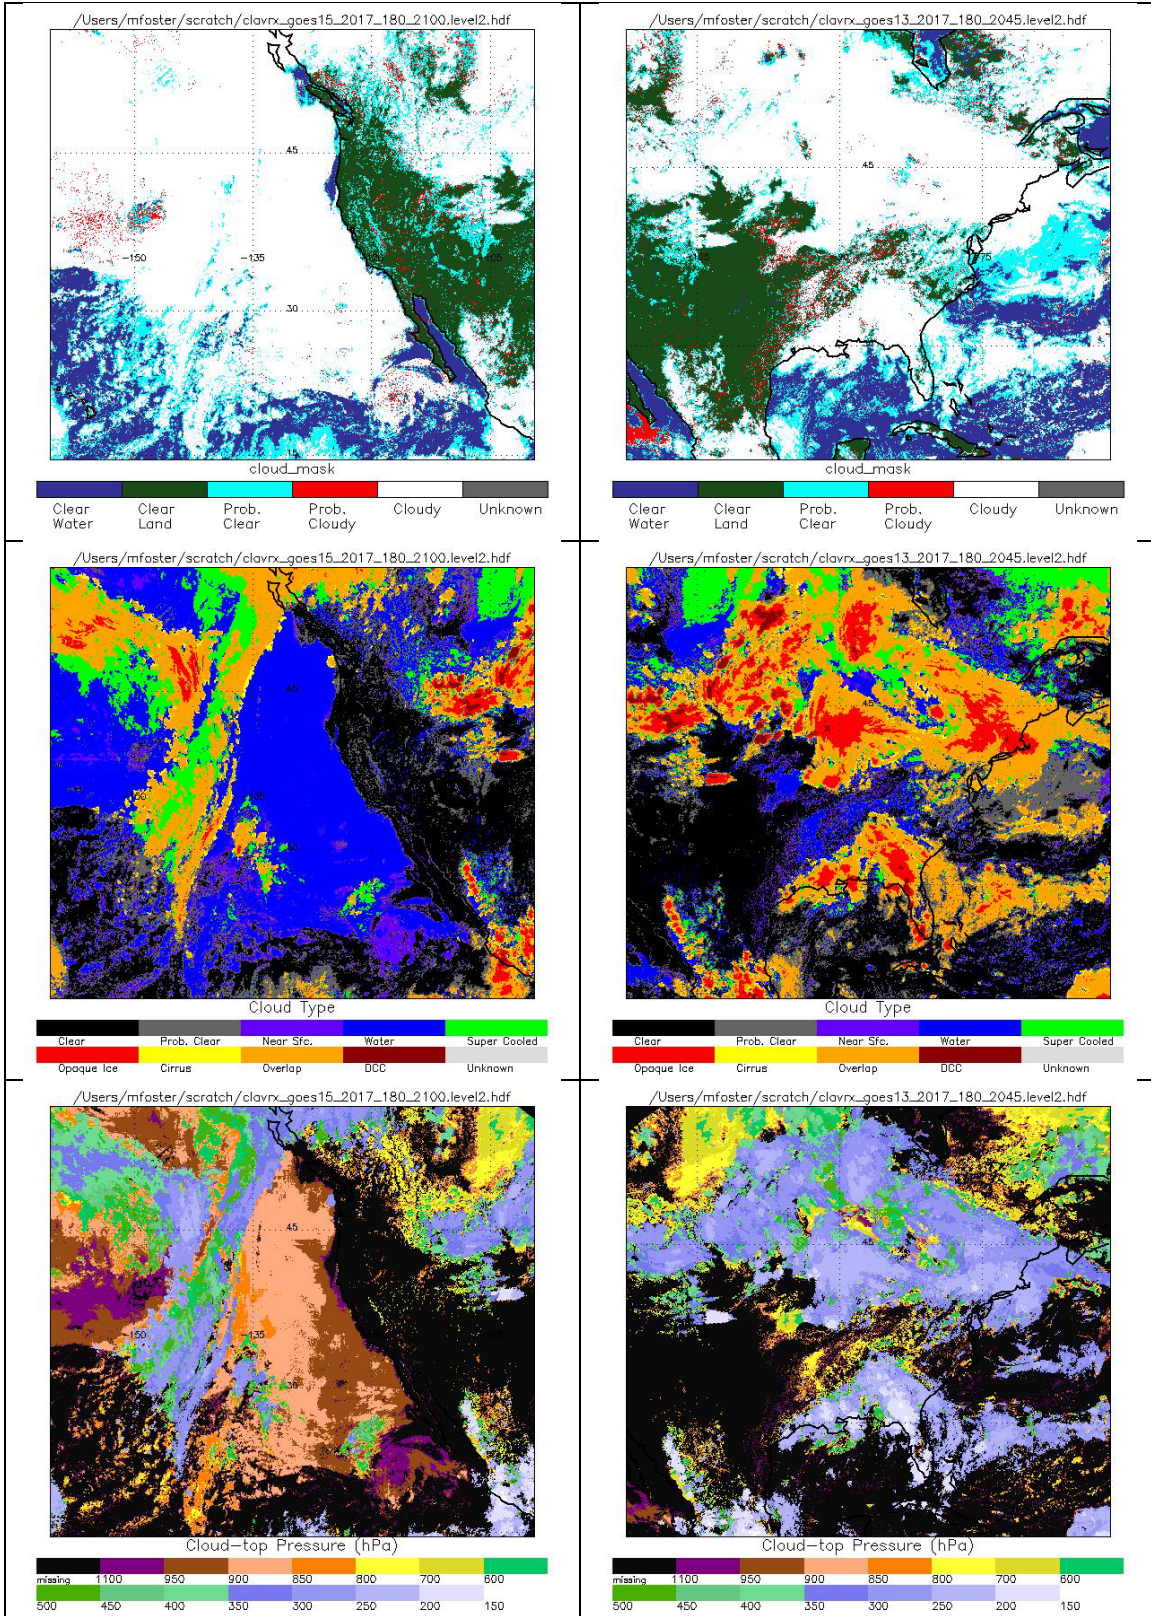 /Users/mfoster/scratch/clavrx_goes15_2017_180_2100.level2.hdf
45
-150
-135
-105
30
15
cloud_mask
Clear Water
Clear Land
Prob. Clear
Prob. Cloudy
Cloudy
Unknown
/Users/mfoster/scratch/clavrx_goes13_2017_180_2045.level2.hdf
45
-105
-75
cloud_mask
Clear Water
Clear Land
Prob. Clear
Prob. Cloudy
Cloudy
Unknown
/Users/mfoster/scratch/clavrx_goes15_2017_180_2100.level2.hdf
45
-135
Cloud Type
Clear
Prob. Clear
Near Sfc.
Water
Super Cooled
Opaque Ice
Cirrus
Overlap
DCC
Unknown
/Users/mfoster/scratch/clavrx_goes13_2017_180_2045.level2.hdf
45
Cloud Type
Clear
Prob. Clear
Near Sfc.
Water
Super Cooled
Opaque Ice
Cirrus
Overlap
DCC
Unknown
/Users/mfoster/scratch/clavrx_goes15_2017_180_2100.level2.hdf
45
-150
-135
30
Cloud-top Pressure (hPa)
missing 1100 950 900 850 800 700 600
500 450 400 350 300 250 200 150
/Users/mfoster/scratch/clavrx_goes13_2017_180_2045.level2.hdf
45
Cloud-top Pressure (hPa)
missing 1100 950 900 850 800 700 600
500 450 400 350 300 250 200 150